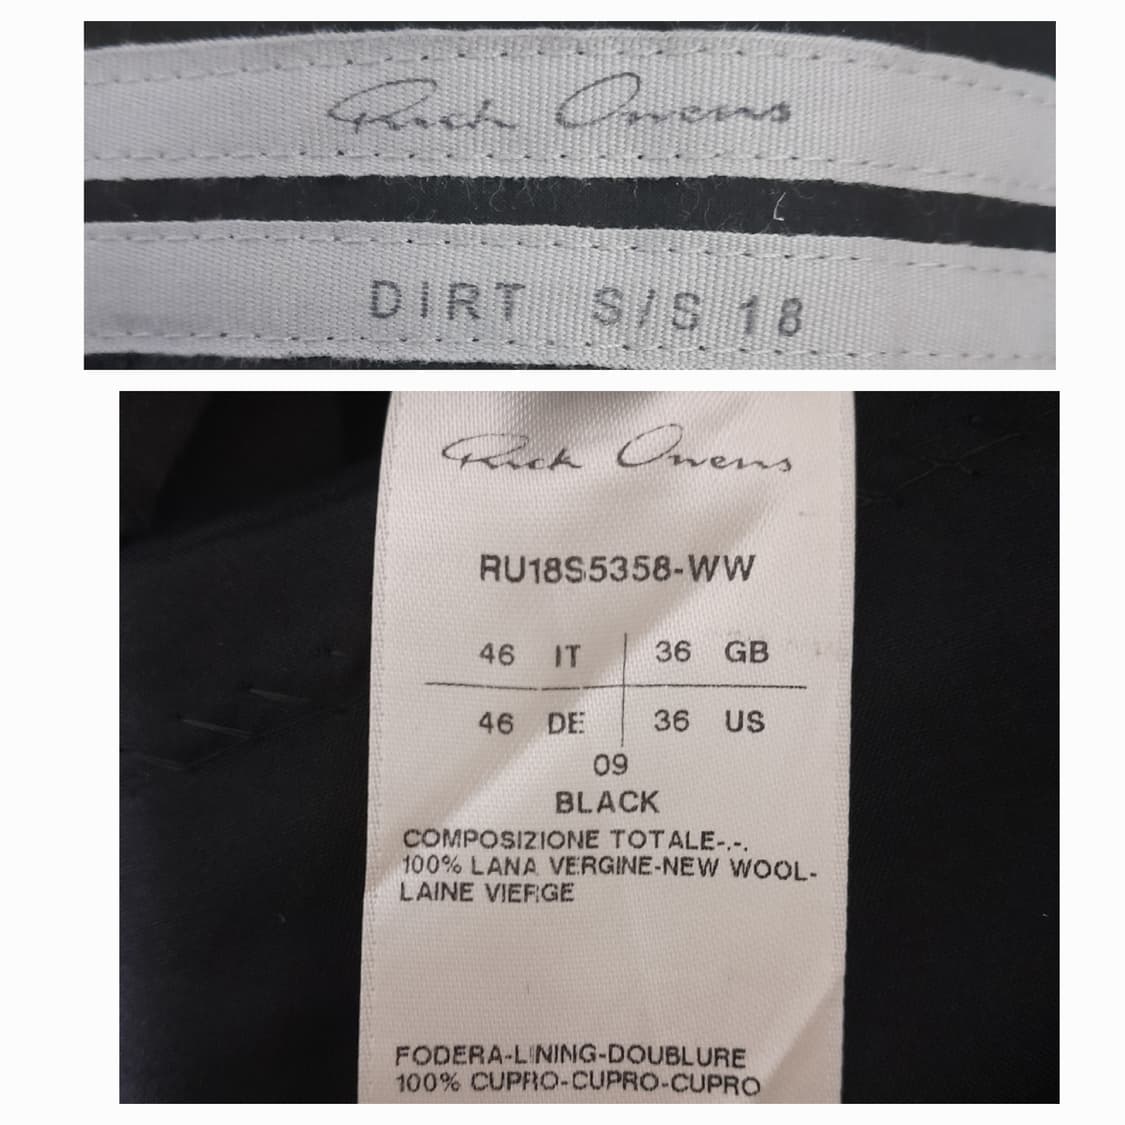 Rick Owens
DIRT S/S 18
Rick Owens
RU18S5358-WW
46 IT 36 GB
46 DE 36 US
09
BLACK
COMPOSIZIONE TOTALE-.-.
100% LANA VERGINE-NEW WOOL-
LAINE VIERGE
FODERA-LINING-DOUBLURE
100% CUPRO-CUPRO-CUPRO